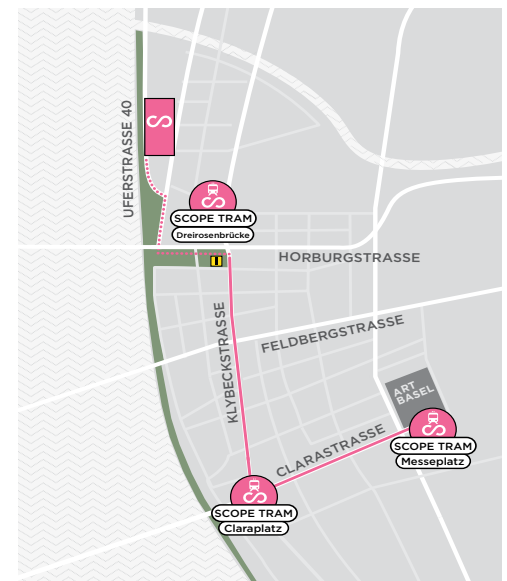 UFERSTRASSE 40
SCOPE TRAM
Dreirosenbrücke
HORBURGSTRASSE
KLYBECKSTRASSE
FELDBERGSTRASSE
ART
BASEL
CLARASTRASSE
SCOPE TRAM
Messeplatz
SCOPE TRAM
Claraplatz